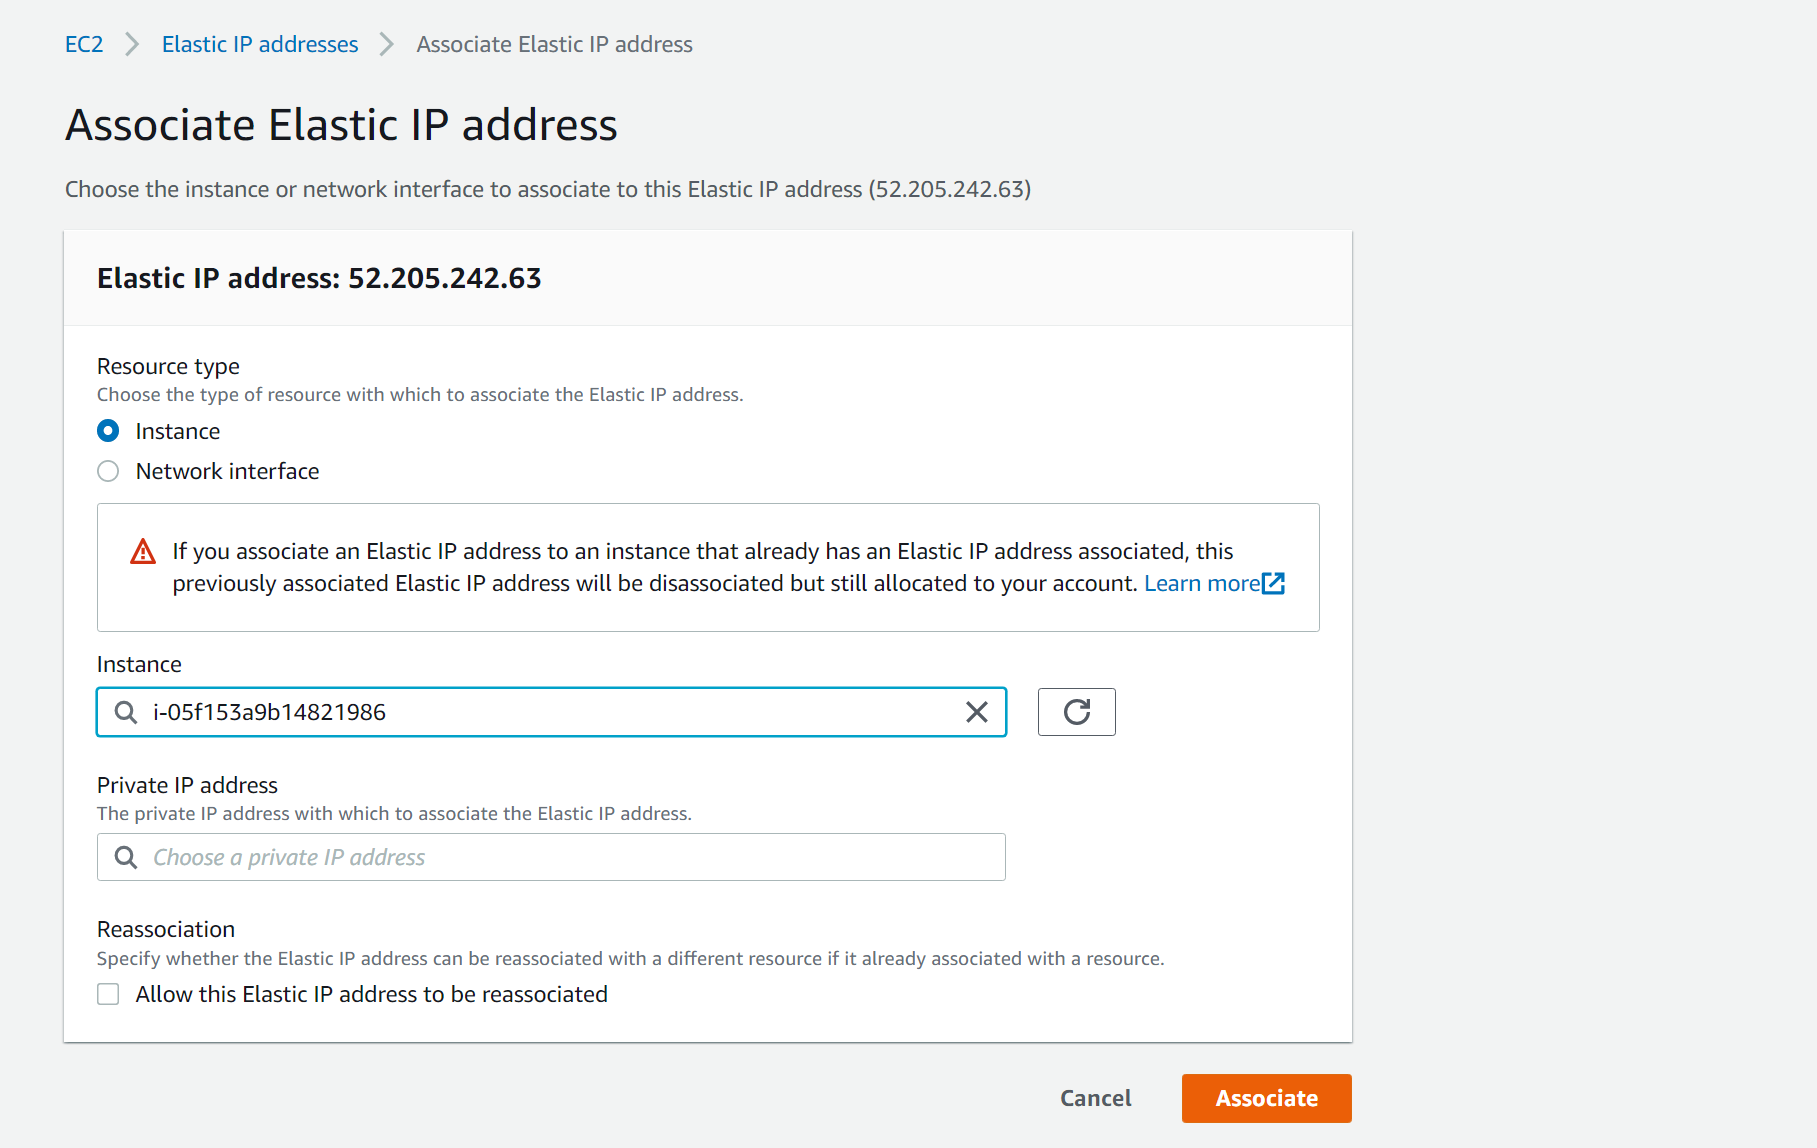 EC2 Elastic IP addresses Associate Elastic IP address
Associate Elastic IP address
Choose the instance or network interface to associate to this Elastic IP address (52.205.242.63)
Elastic IP address: 52.205.242.63
Resource type
Choose the type of resource with which to associate the Elastic IP address.
Instance
Network interface
If you associate an Elastic IP address to an instance that already has an Elastic IP address associated, this
previously associated Elastic IP address will be disassociated but still allocated to your account. Learn more
Instance
i-05f153a9b14821986
Private IP address
The private IP address with which to associate the Elastic IP address.
Choose a private IP address
Reassociation
Specify whether the Elastic IP address can be reassociated with a different resource if it already associated with a resource.
Allow this Elastic IP address to be reassociated
Cancel Associate